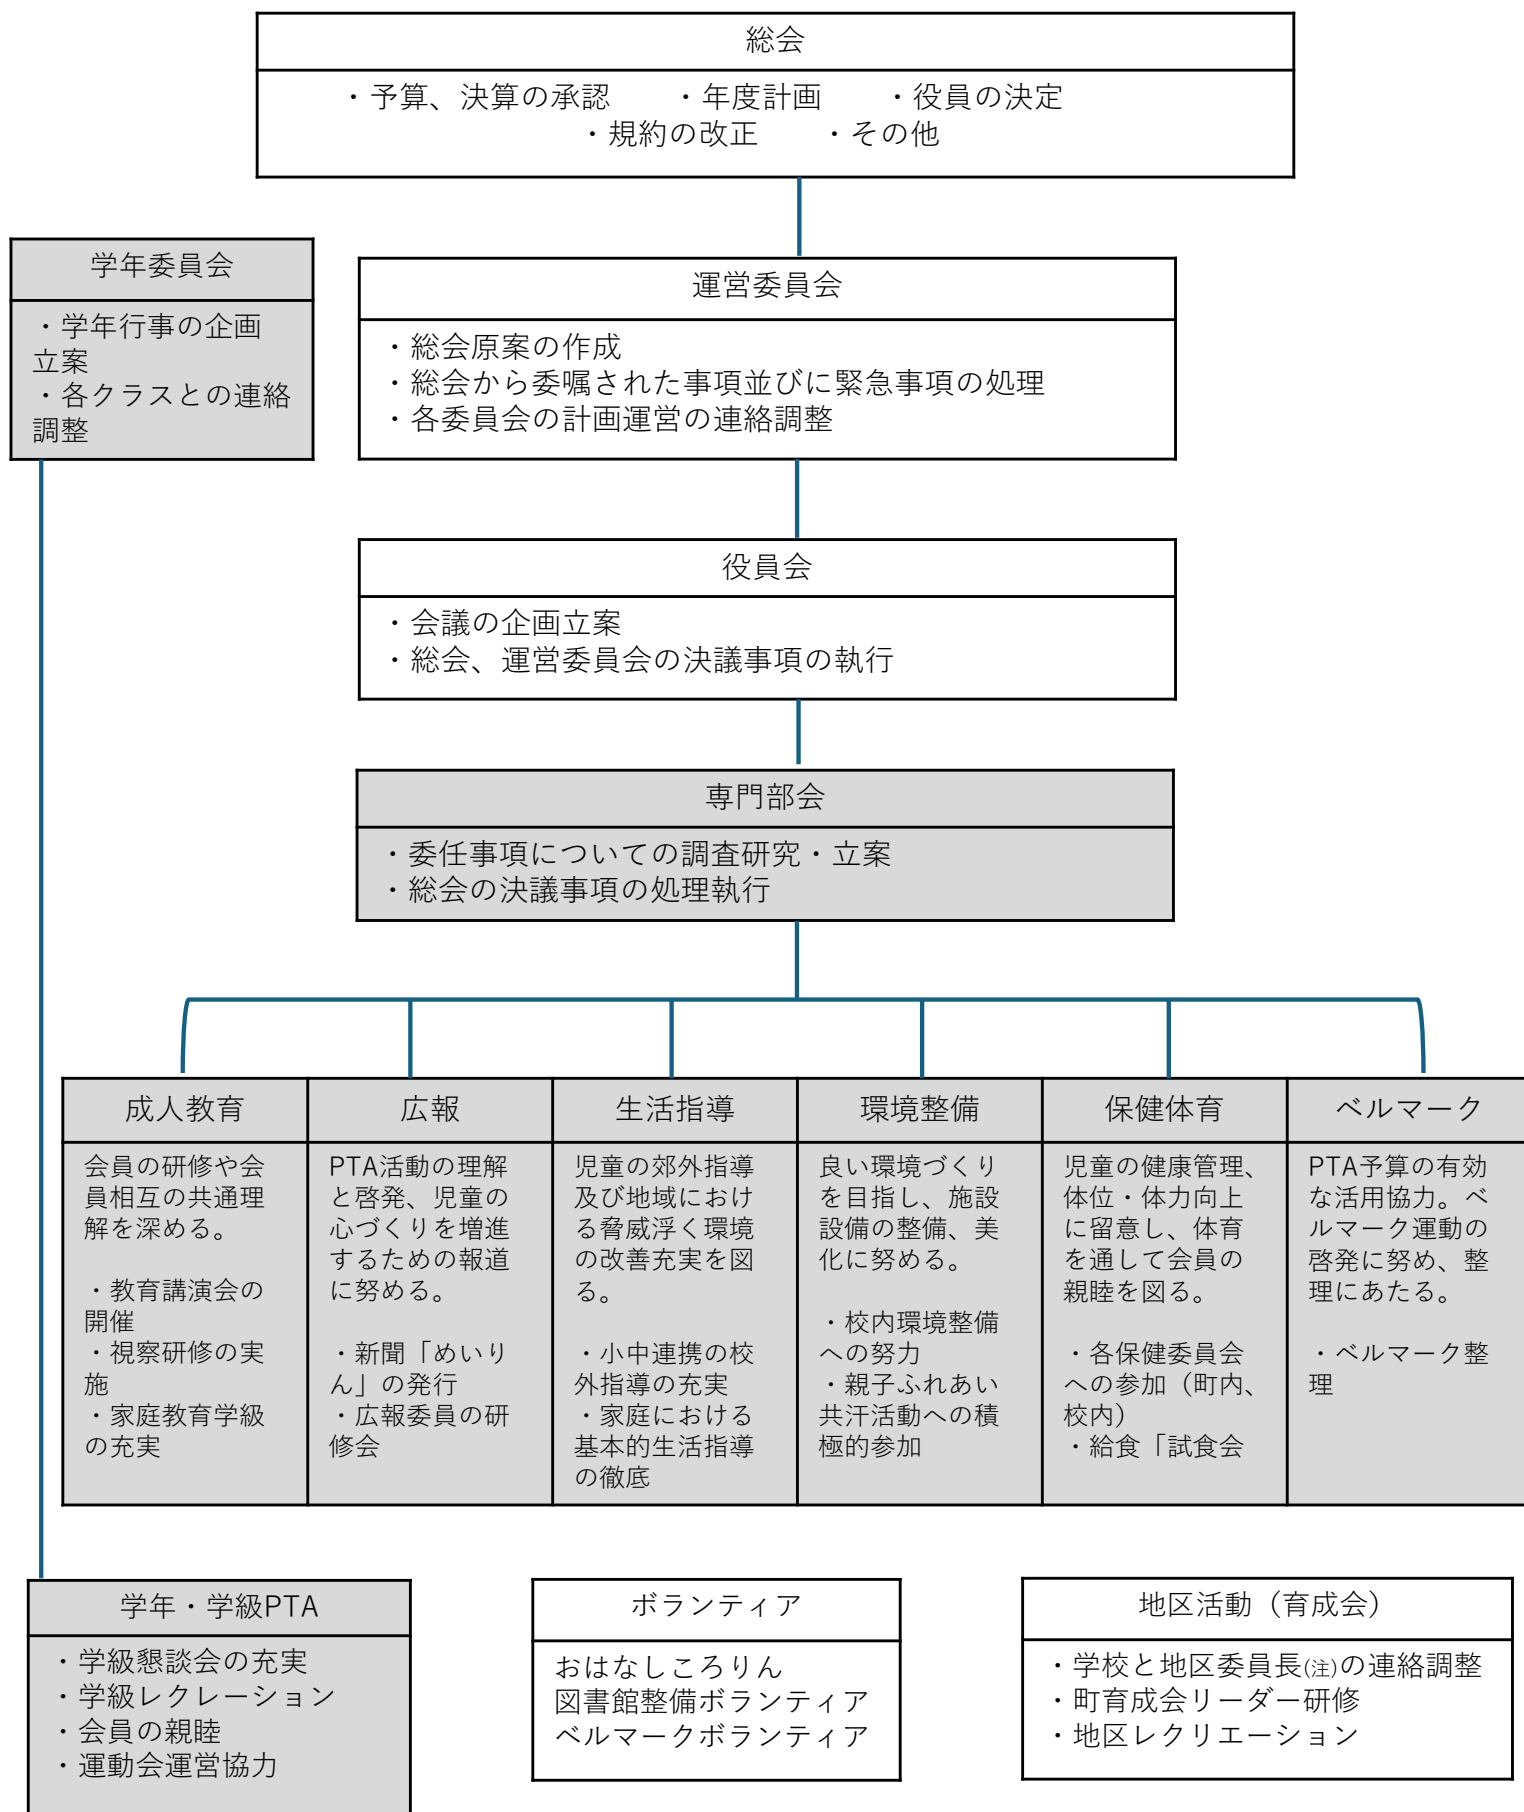 総会
・予算、決算の承認　　・年度計画　　・役員の決定
・規約の改正　　・その他
学年委員会
・学年行事の企画
立案
・各クラスとの連絡
調整
運営委員会
・総会原案の作成
・総会から委嘱された事項並びに緊急事項の処理
・各委員会の計画運営の連絡調整
役員会
・会議の企画立案
・総会、運営委員会の決議事項の執行
専門部会
・委任事項についての調査研究・立案
・総会の決議事項の処理執行
成人教育
会員の研修や会
員相互の共通理
解を深める。
・教育講演会の
開催
・視察研修の実
施
・家庭教育学級
の充実
広報
PTA活動の理解
と啓発、児童の
心づくりを増進
するための報道
に努める。
・新聞「めいり
ん」の発行
・広報委員の研
修会
生活指導
児童の郊外指導
及び地域におけ
る脅威浮く環境
の改善充実を図
る。
・小中連携の校
外指導の充実
・家庭における
基本的生活指導
の徹底
環境整備
良い環境づくり
を目指し、施設
設備の整備、美
化に努める。
・校内環境整備
への努力
・親子ふれあい
共汗活動への積
極的参加
保健体育
児童の健康管理、
体位・体力向上
に留意し、体育
を通して会員の
親睦を図る。
・各保健委員会
への参加（町内、
校内）
・給食「試食会
ベルマーク
PTA予算の有効
な活用協力。ベ
ルマーク運動の
啓発に努め、整
理にあたる。
・ベルマーク整
理
学年・学級PTA
・学級懇談会の充実
・学級レクレーション
・会員の親睦
・運動会運営協力
ボランティア
おはなしころりん
図書館整備ボランティア
ベルマークボランティア
地区活動（育成会）
・学校と地区委員長(注)の連絡調整
・町育成会リーダー研修
・地区レクリエーション